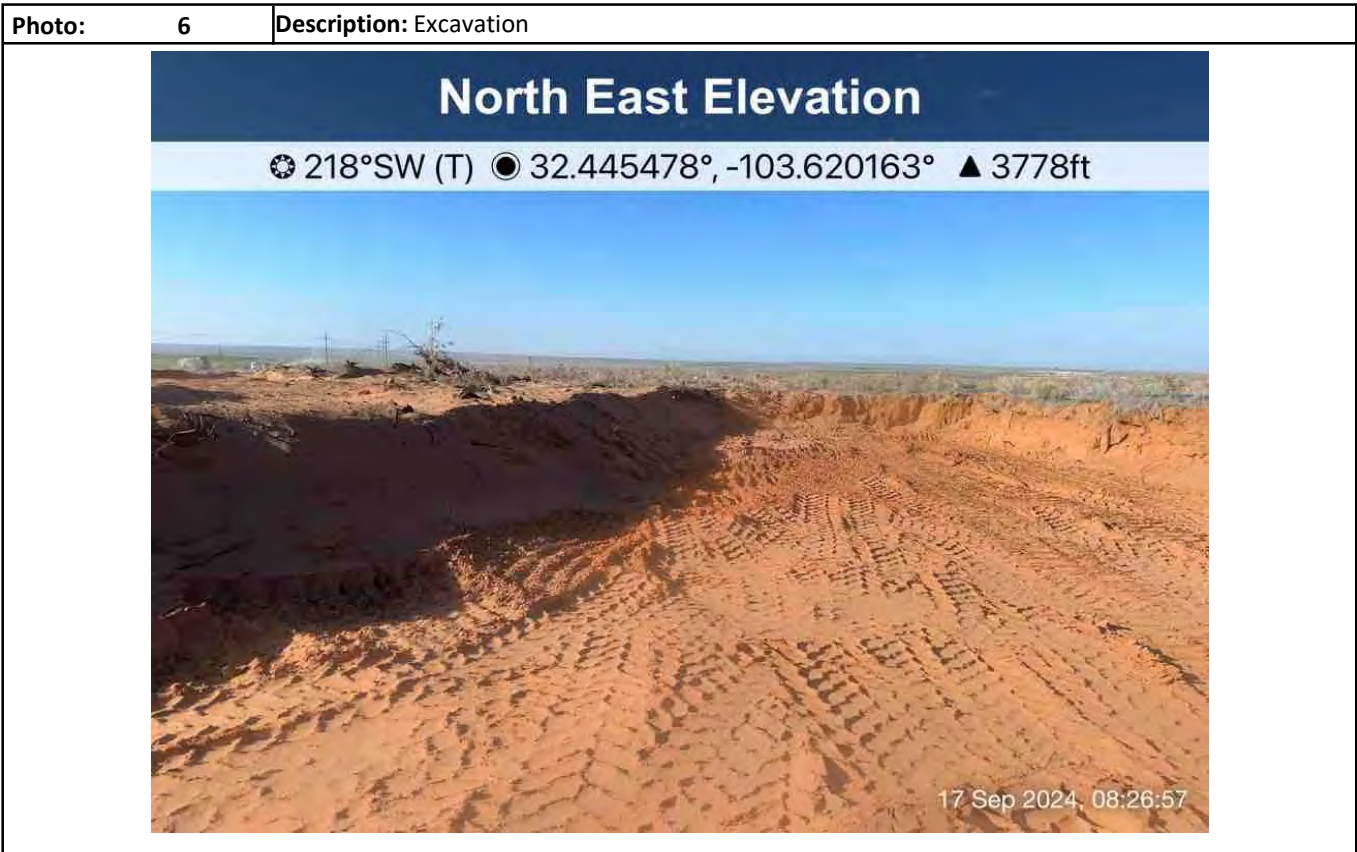 Photo: 6 Description: Excavation
North East Elevation
218°SW (T) 32.445478°, -103.620163° ▲ 3778ft
17 Sep 2024, 08:26:57